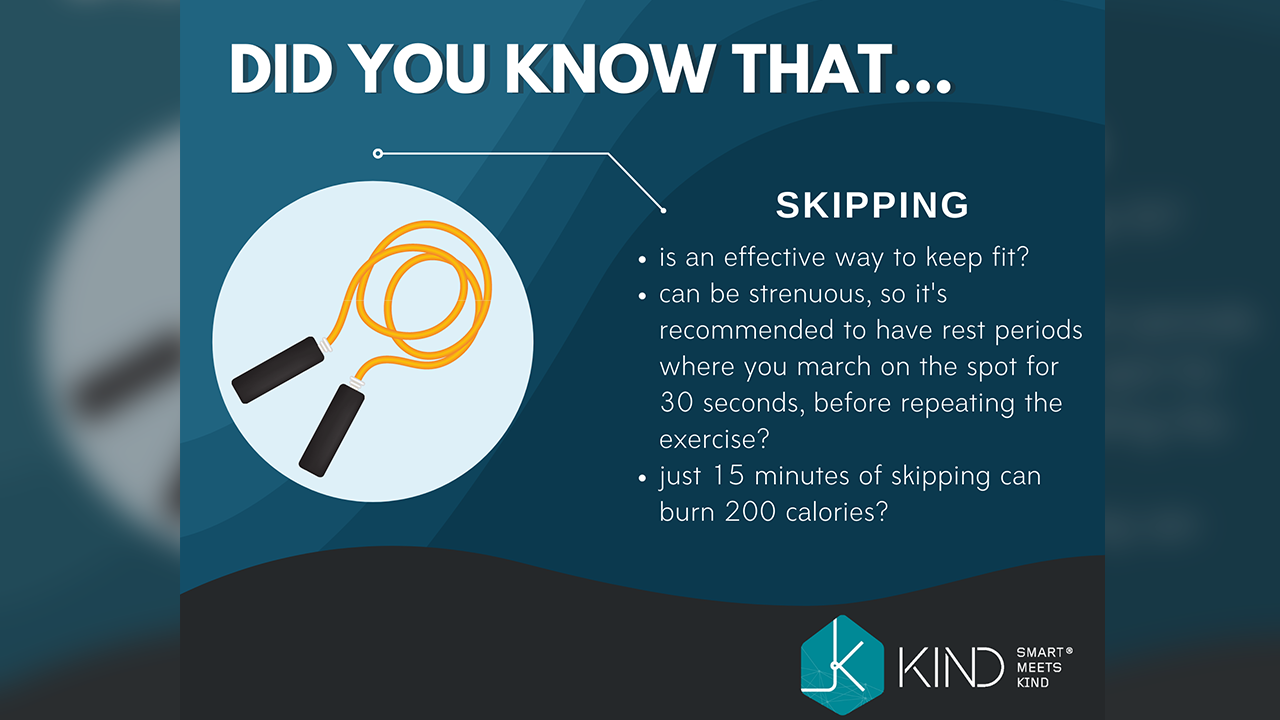 DID YOU KNOW THAT...
SKIPPING
• is an effective way to keep fit?
• can be strenuous, so it's
recommended to have rest periods
where you march on the spot for
30 seconds, before repeating the
exercise?
• just 15 minutes of skipping can
burn 200 calories?
KIND
SMART®
MEETS
KIND